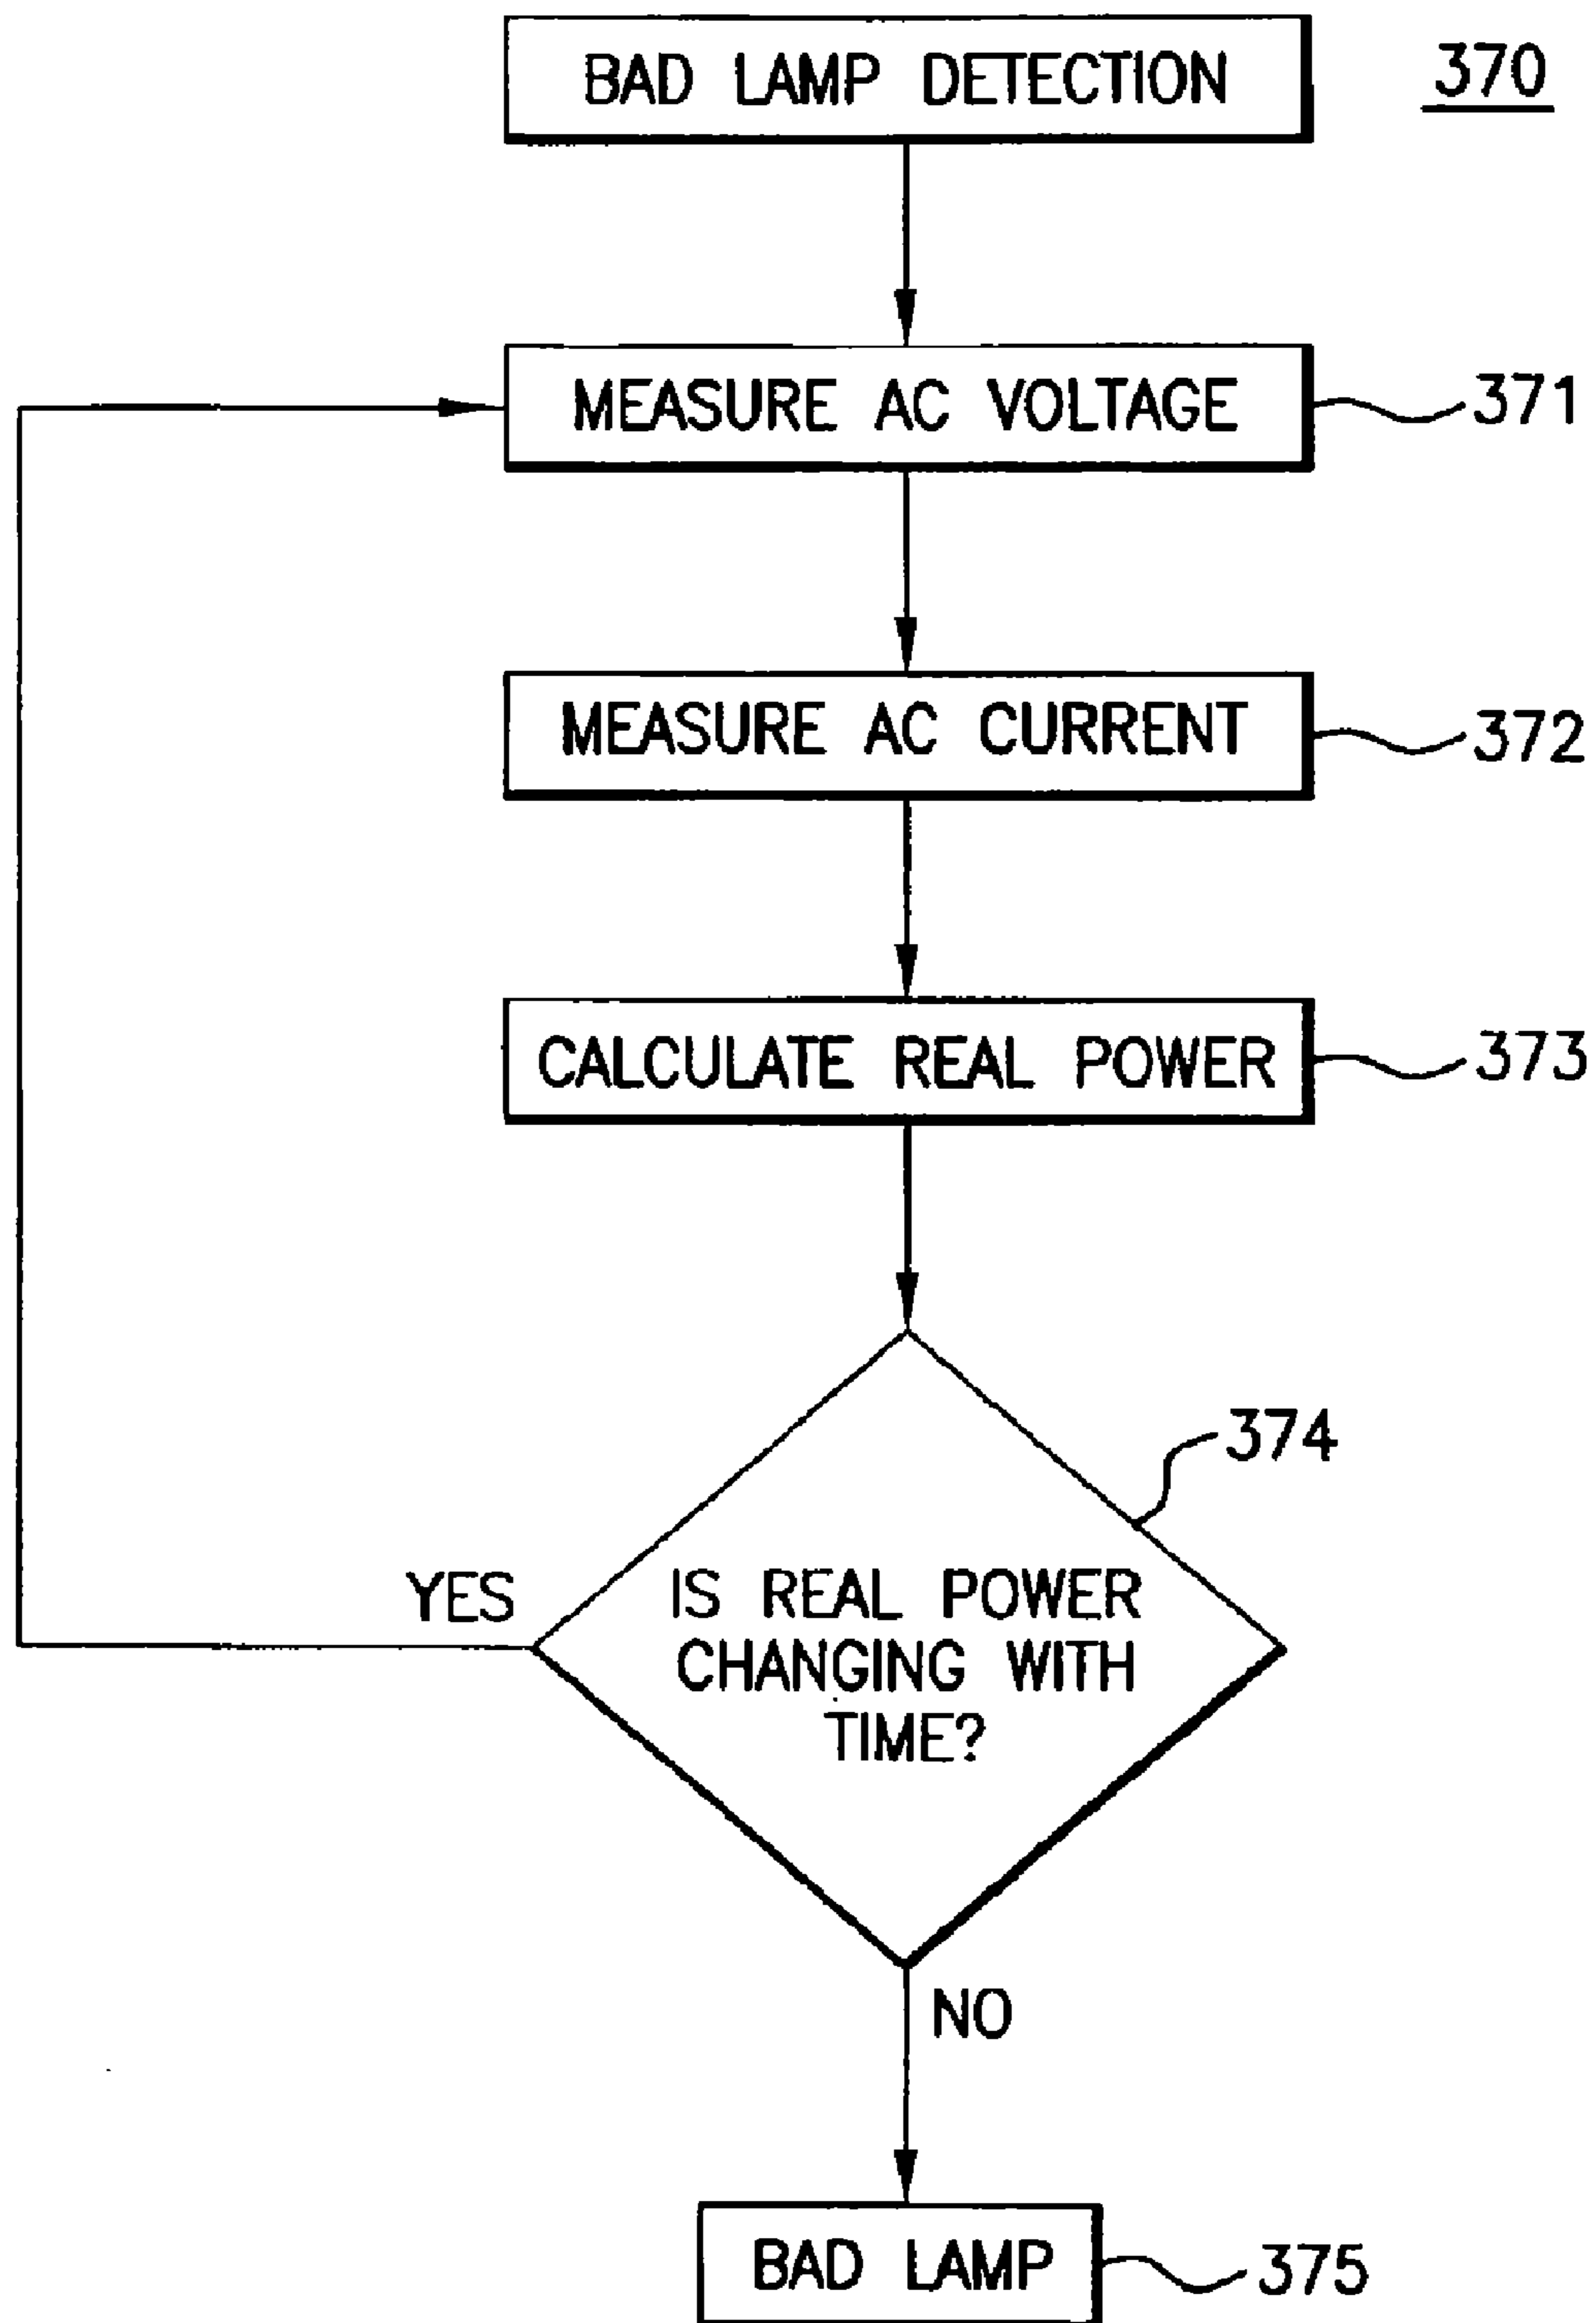 BAD LAMP DETECTION
370
MEASURE AC VOLTAGE
371
MEASURE AC CURRENT
372
CALCULATE REAL POWER
373
374
YES
IS REAL POWER
CHANGING WITH
TIME?
NO
BAD LAMP
375